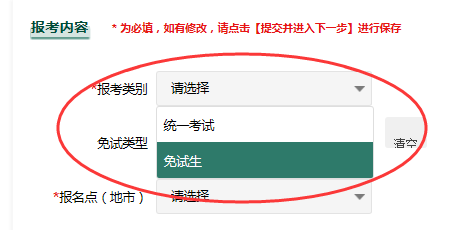 报考内容 * 为必填，如有修改，请点击【提交并进入下一步】进行保存
*报考类别 请选择
统一考试
免试类型 清空
免试生
*报名点（地市） 请选择